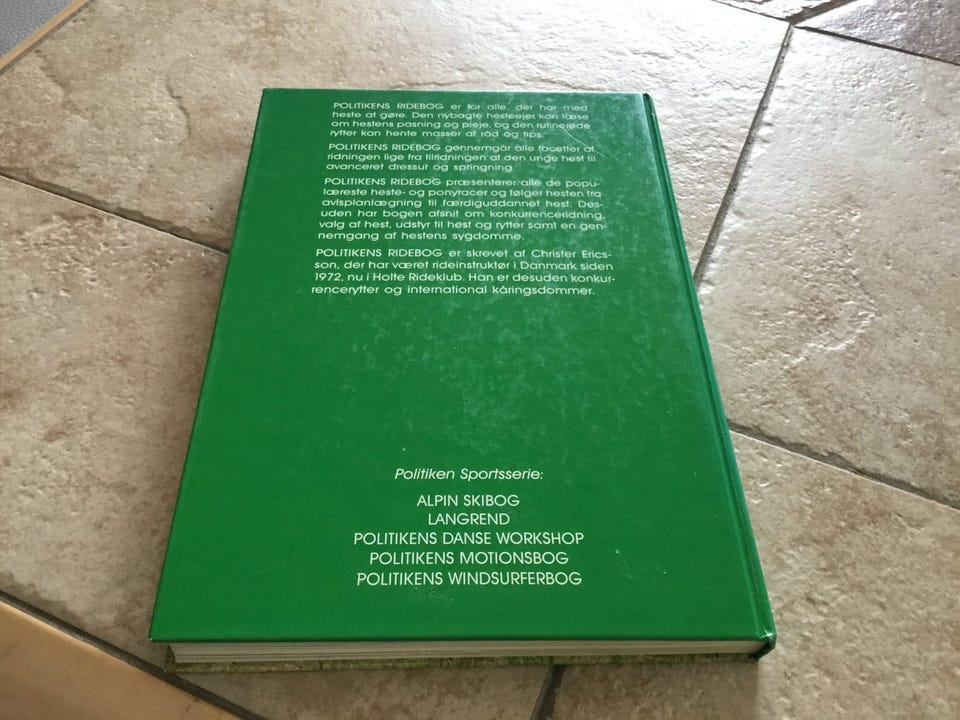 POLITIKENS RIDEBOG er for alle, der har med
heste at gøre. Den nybagte hesteejer kan læse
om hestens pasning og pleje, og den rutinerede
rytter kan hente masser af råd og tips.
POLITIKENS RIDEBOG gennemgår alle facetter af
ridningen lige fra tilridningen af den unge hest til
avanceret dressur og springning.
POLITIKENS RIDEBOG præsenterer alle de popu-
læreste heste- og ponyracer og følger hesten fra
avlsplanlægning til færdiguddannet hest. Des-
uden har bogen afsnit om konkurrenceridning,
valg af hest, udstyr til hest og rytter samt en gen-
nemgang af hestens sygdomme.
POLITIKENS RIDEBOG er skrevet af Christer Erics-
son, der har været rideinstruktør i Danmark siden
1972, nu i Holte Rideklub. Han er desuden konkur-
rencerytter og international kåringsdommer.
Politiken Sportsserie:
ALPIN SKIBOG
LANGREND
POLITIKENS DANSE WORKSHOP
POLITIKENS MOTIONSBOG
POLITIKENS WINDSURFERBOG